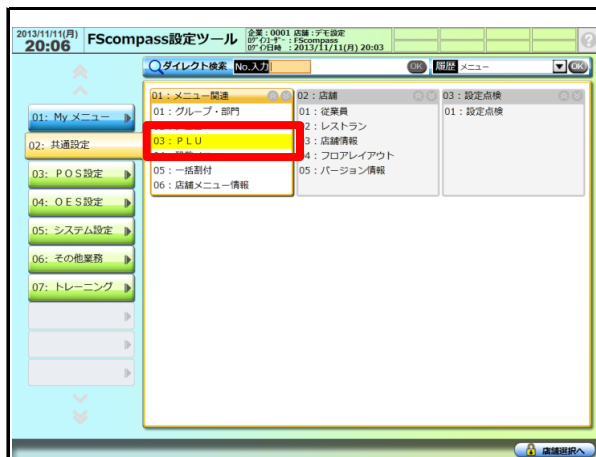 2013/11/11(月)
20:06
FScompass設定ツール
企業：0001 店舗：デモ設定
ﾛｸﾞｲﾝﾕｰｻﾞｰ：FScompass
ﾛｸﾞｲﾝ日時 ：2013/11/11(月) 20:03
?
ダイレクト検索 No.入力 OK 履歴 メニュー OK
01: My メニュー
02: 共通設定
03: POS設定
04: OES設定
05: システム設定
06: その他業務
07: トレーニング
01：メニュー関連
01：グループ・部門
03：PLU
05：一括割付
06：店舗メニュー情報
02：店舗
01：従業員
2：レストラン
3：店舗情報
4：フロアレイアウト
05：バージョン情報
03：設定点検
01：設定点検
店舗選択へ